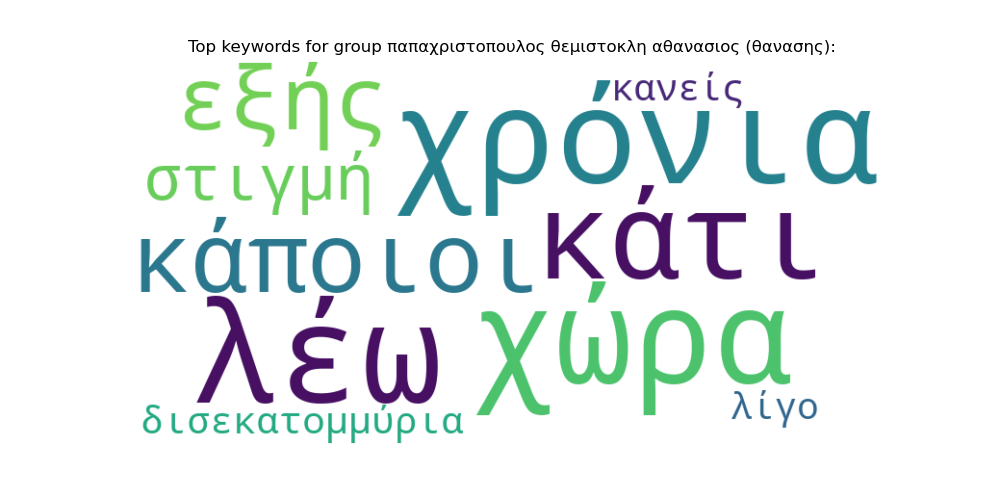 Top keywords for group παπαχριστοπουλος θεμιστοκλη αθανασιος (θανασης):
εξής
κανείς
χρόνια
στιγμή
κάποιοι
κάτι
λέω
χώρα
λίγο
δισεκατομμύρια